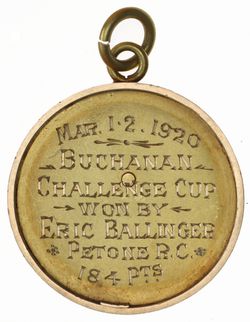 MAR. 1·2. 1920
BUCHANAN
CHALLENGE CUP
WON BY
ERIC BALLINGER
PETONE R.C.
184 PTS